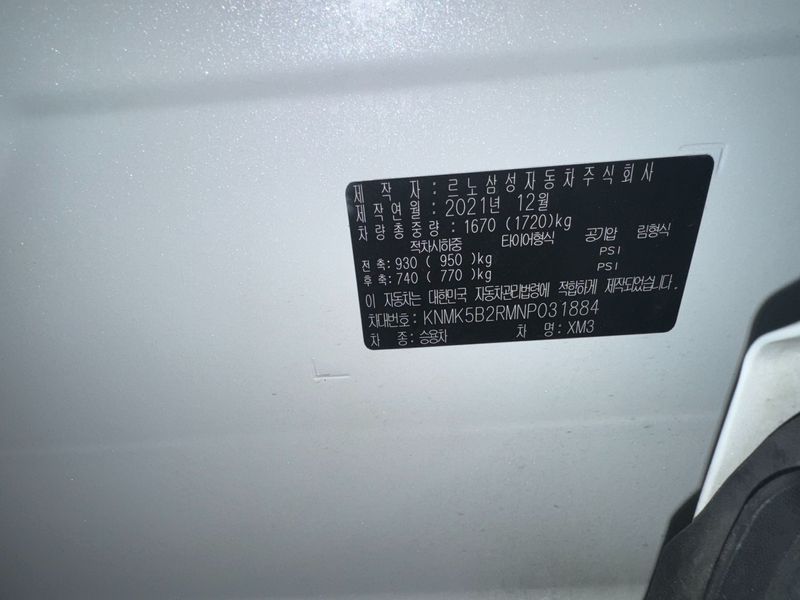 제 작 자 : 르노삼성자동차주식회사
제작연월 : 2021년 12월
차량총중량 : 1670 (1720)kg
적차시하중 타이어형식 공기압 림형식
전 축: 930 ( 950 )kg PSI
후 축: 740 ( 770 )kg PSI
이 자동차는 대한민국 자동차관리법령에 적합하게 제작되었습니다.
차대번호: KNMK5B2RMNP031884
차 종: 승용차 차 명: XM3